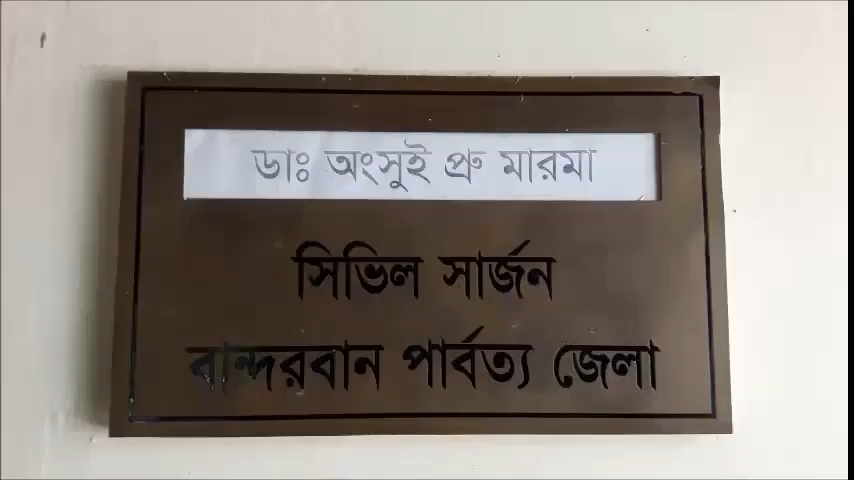 ডাঃ অংসুই প্রু মারমা
সিভিল সার্জন
বান্দরবান পার্বত্য জেলা